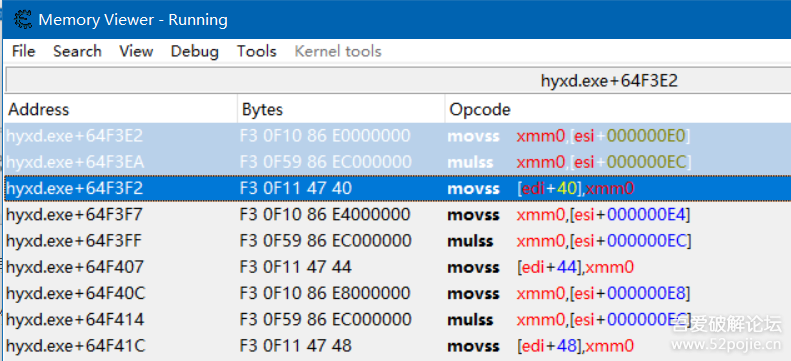 Memory Viewer - Running
File Search View Debug Tools Kernel tools
hyxd.exe+64F3E2
Address Bytes Opcode
hyxd.exe+64F3E2 F3 0F10 86 E0000000 movss xmm0,[esi+000000E0]
hyxd.exe+64F3EA F3 0F59 86 EC000000 mulss xmm0,[esi+000000EC]
hyxd.exe+64F3F2 F3 0F11 47 40 movss [edi+40],xmm0
hyxd.exe+64F3F7 F3 0F10 86 E4000000 movss xmm0,[esi+000000E4]
hyxd.exe+64F3FF F3 0F59 86 EC000000 mulss xmm0,[esi+000000EC]
hyxd.exe+64F407 F3 0F11 47 44 movss [edi+44],xmm0
hyxd.exe+64F40C F3 0F10 86 E8000000 movss xmm0,[esi+000000E8]
hyxd.exe+64F414 F3 0F59 86 EC000000 mulss xmm0,[esi+000000EC]
hyxd.exe+64F41C F3 0F11 47 48 movss [edi+48],xmm0
吾爱破解论坛
www.52pojie.cn